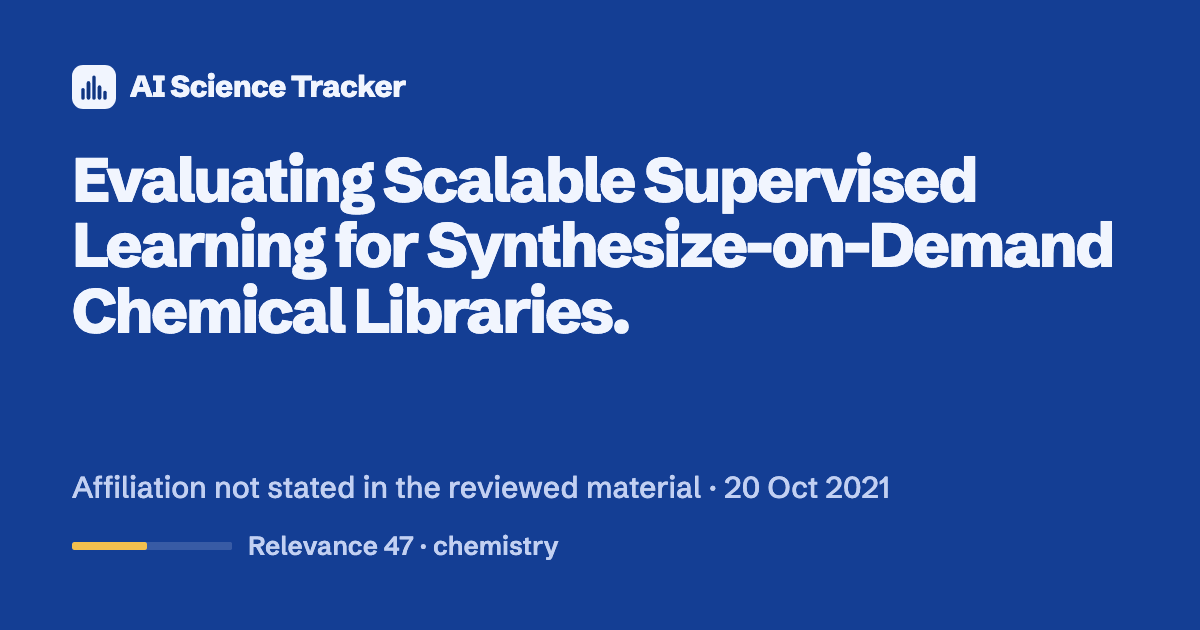 AI Science Tracker
Evaluating Scalable Supervised
Learning for Synthesize-on-Demand
Chemical Libraries.
Affiliation not stated in the reviewed material · 20 Oct 2021
Relevance 47 · chemistry